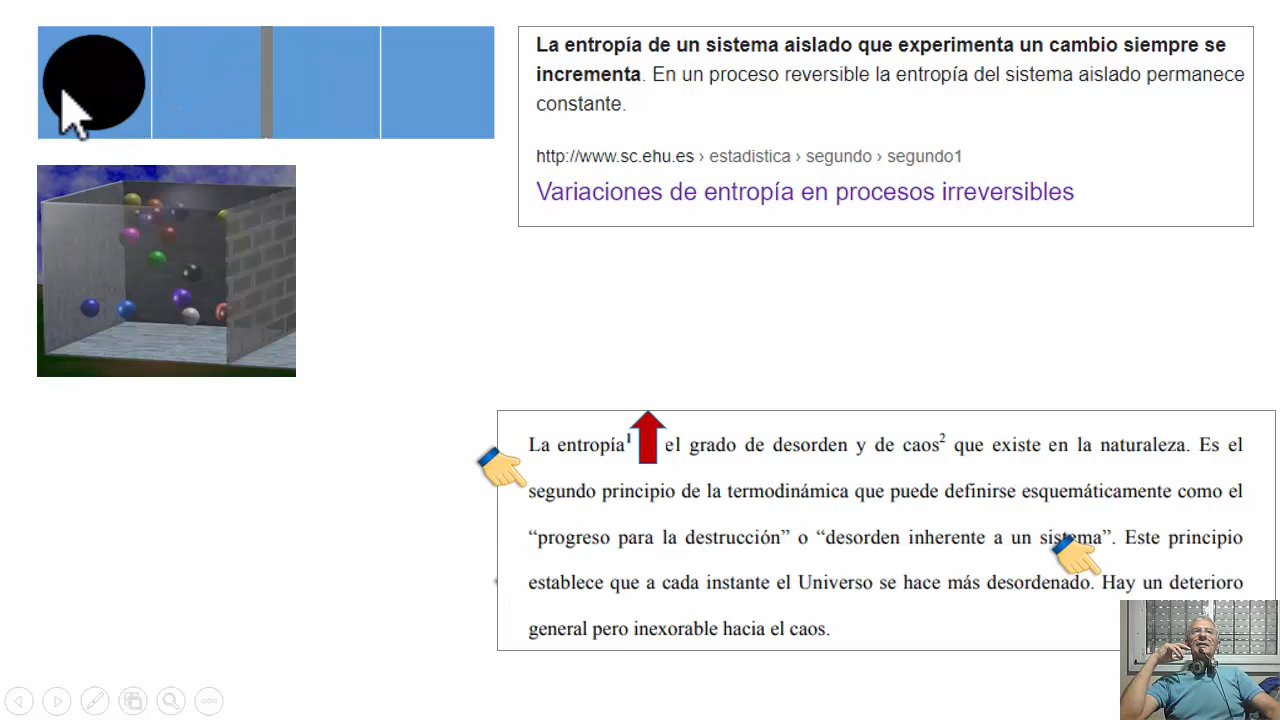 La entropía de un sistema aislado que experimenta un cambio siempre se
incrementa. En un proceso reversible la entropía del sistema aislado permanece
constante.
http://www.sc.ehu.es › estadistica › segundo › segundo1
Variaciones de entropía en procesos irreversibles
La entropía¹ el grado de desorden y de caos² que existe en la naturaleza. Es el
segundo principio de la termodinámica que puede definirse esquemáticamente como el
“progreso para la destrucción” o “desorden inherente a un sistema”. Este principio
establece que a cada instante el Universo se hace más desordenado. Hay un deterioro
general pero inexorable hacia el caos.